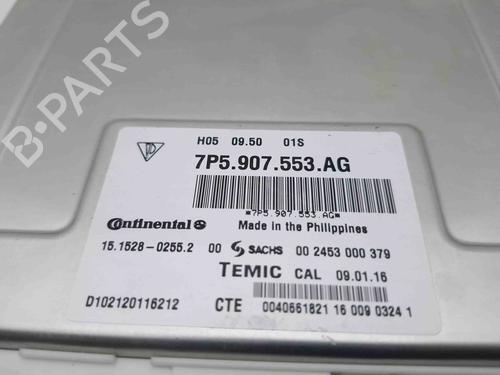 B-PARTS
H05 09.50 01S
7P5.907.553.AG
*7P5.907.553.AG*
Continental Made in the Philippines
15.1528-0255.2 00 SACHS 00 2453 000 379
TEMIC CAL 09.01.16
D102120116212 CTE 0040661821 16 009 0324 1